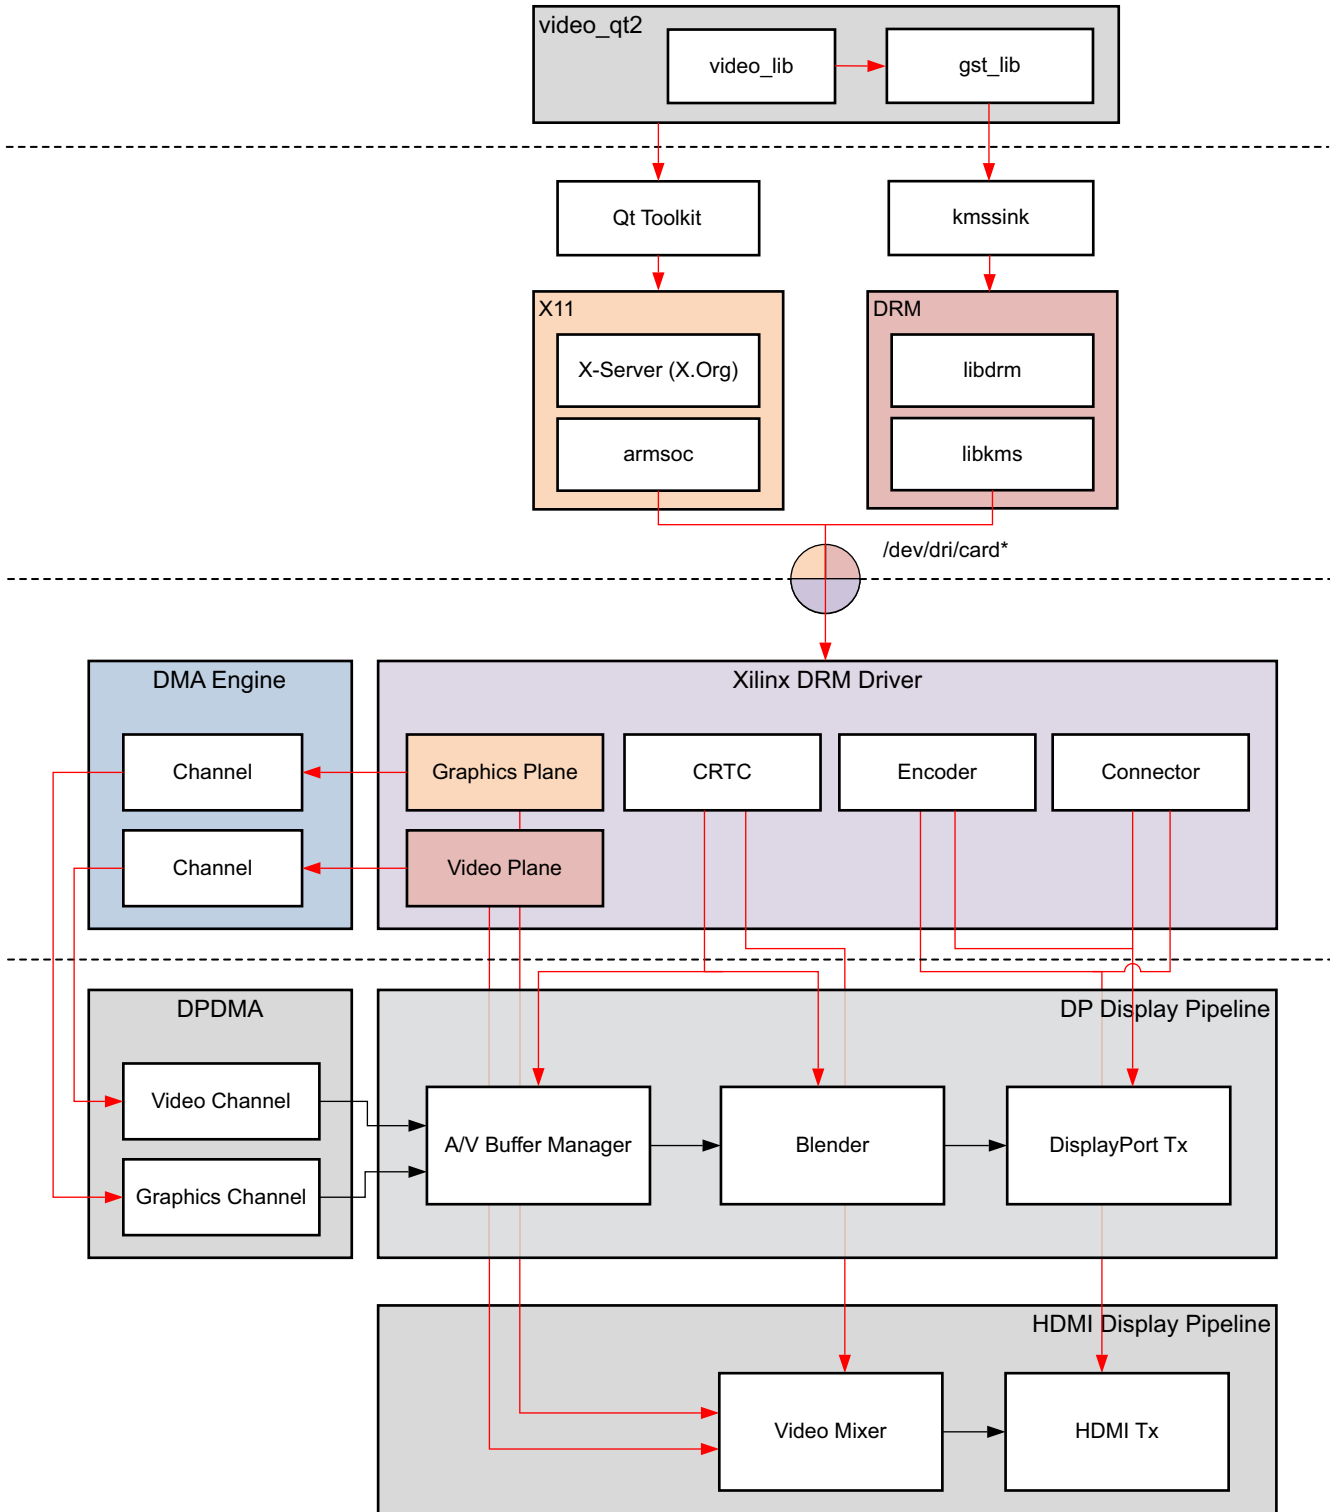 video_qt2
video_lib
gst_lib
Qt Toolkit
kmssink
X11
DRM
X-Server (X.Org)
libdrm
armsoc
libkms
/dev/dri/card*
DMA Engine
Xilinx DRM Driver
Channel
Graphics Plane
CRTC
Encoder
Connector
Channel
Video Plane
DPDMA
DP Display Pipeline
Video Channel
A/V Buffer Manager
Blender
DisplayPort Tx
Graphics Channel
HDMI Display Pipeline
Video Mixer
HDMI Tx